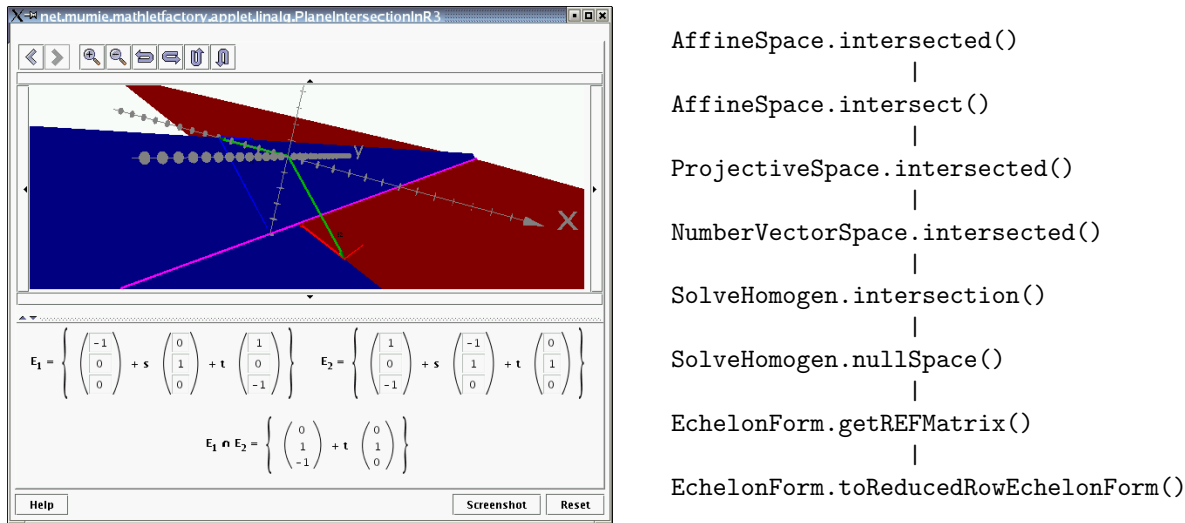 net.mumie.mathletfactory.applet.linalg.PlaneIntersectionInR3
y
X
E1 = { ( -1 0 0 ) + s ( 0 1 0 ) + t ( 1 0 -1 ) } E2 = { ( 1 0 -1 ) + s ( -1 1 0 ) + t ( 0 1 0 ) }
E1 ∩ E2 = { ( 0 1 -1 ) + t ( 0 1 0 ) }
Help Screenshot Reset
AffineSpace.intersected()
|
AffineSpace.intersect()
|
ProjectiveSpace.intersected()
|
NumberVectorSpace.intersected()
|
SolveHomogen.intersection()
|
SolveHomogen.nullSpace()
|
EchelonForm.getREFMatrix()
|
EchelonForm.toReducedRowEchelonForm()